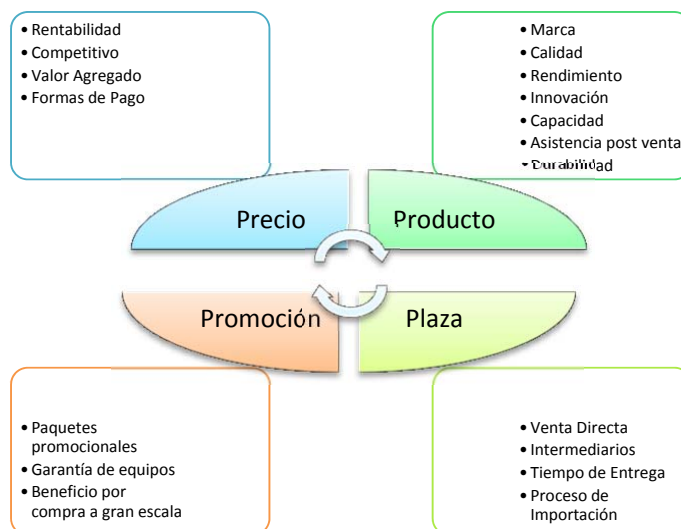 • Rentabilidad
• Competitivo
• Valor Agregado
• Formas de Pago
• Marca
• Calidad
• Rendimiento
• Innovación
• Capacidad
• Asistencia post venta
• Durabilidad
Precio
Producto
Promoción
Plaza
• Paquetes
promocionales
• Garantía de equipos
• Beneficio por
compra a gran escala
• Venta Directa
• Intermediarios
• Tiempo de Entrega
• Proceso de
Importación